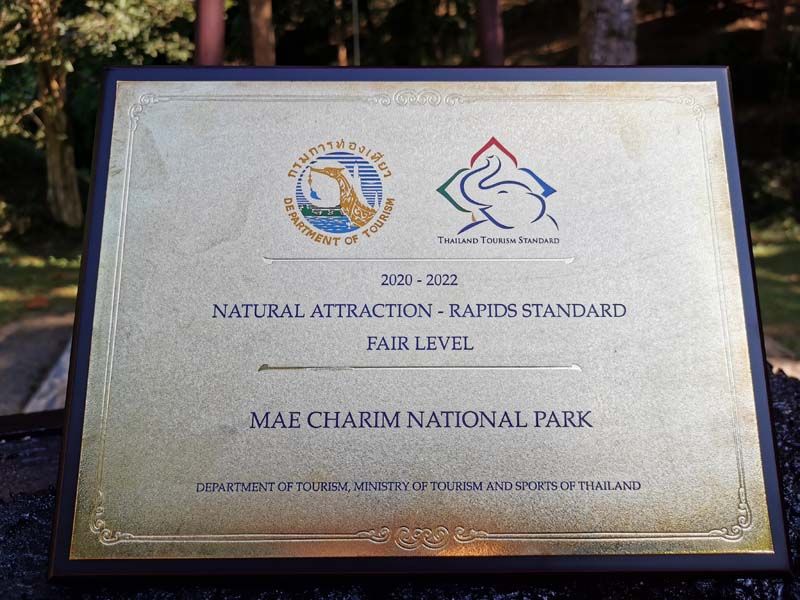 กรมการท่องเที่ยว
DEPARTMENT OF TOURISM
THAILAND TOURISM STANDARD
2020 - 2022
NATURAL ATTRACTION - RAPIDS STANDARD
FAIR LEVEL
MAE CHARIM NATIONAL PARK
DEPARTMENT OF TOURISM, MINISTRY OF TOURISM AND SPORTS OF THAILAND